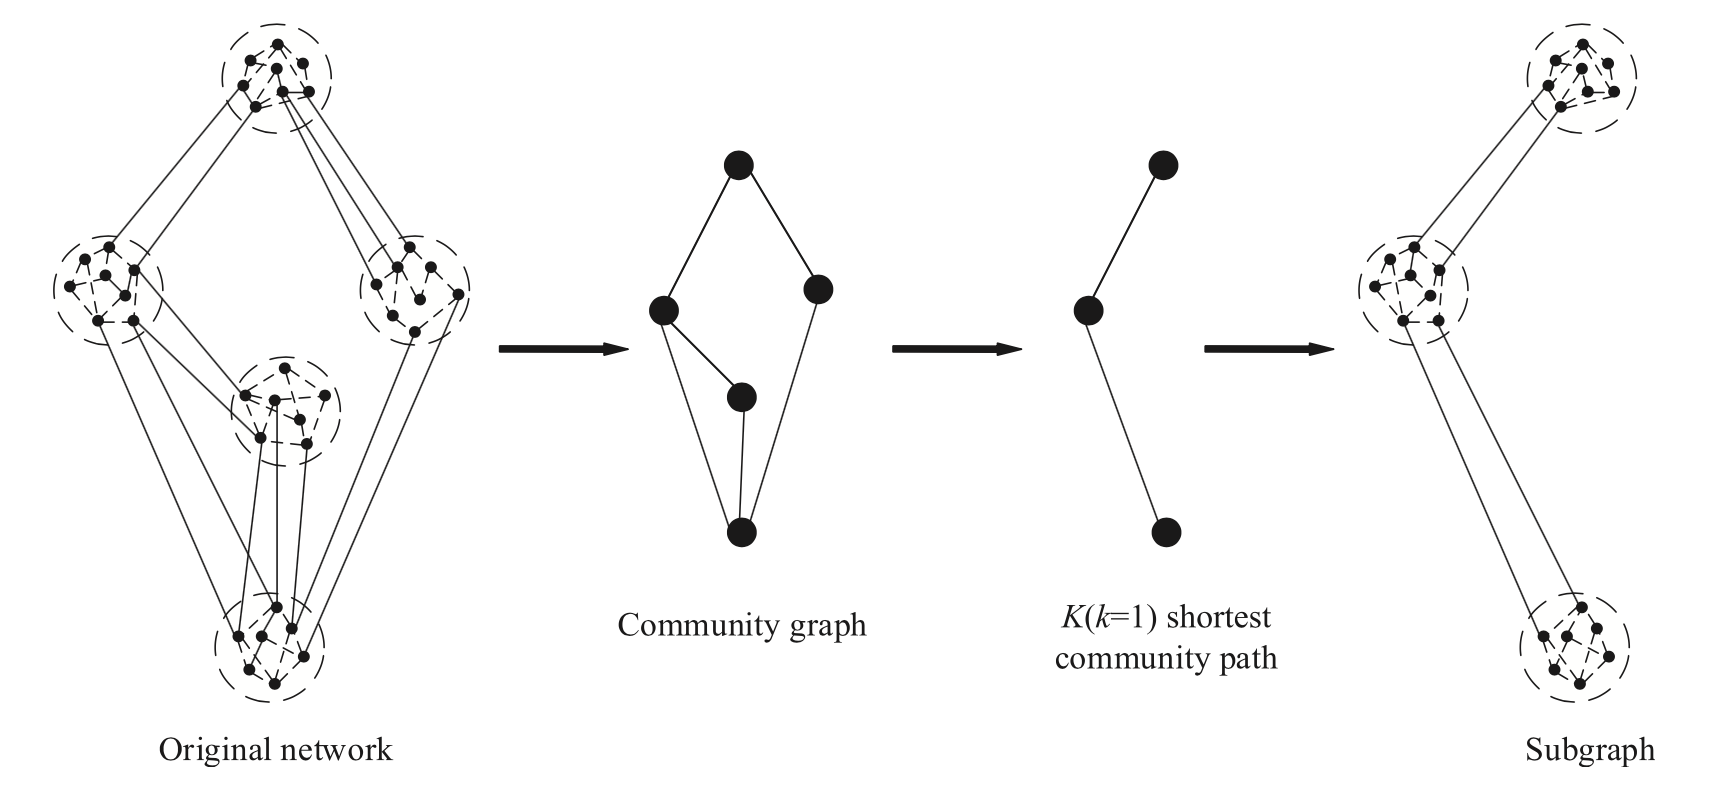 Community graph
K(k=1) shortest
community path
Original network
Subgraph